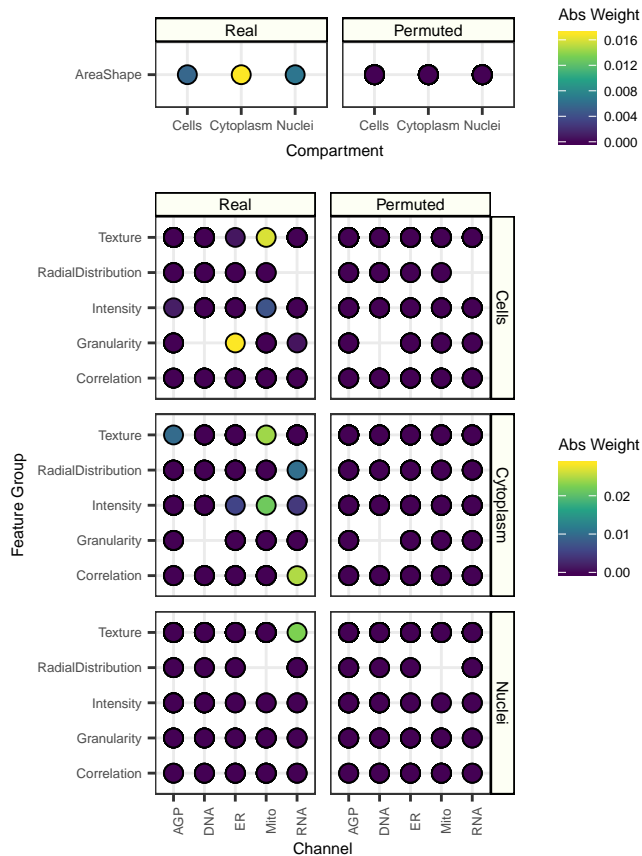 Real Permuted
AreaShape
Cells Cytoplasm Nuclei Cells Cytoplasm Nuclei
Compartment
Abs Weight
0.016
0.012
0.008
0.004
0.000
Real Permuted
Feature Group
Texture
RadialDistribution
Intensity
Granularity
Correlation
Cells
Texture
RadialDistribution
Intensity
Granularity
Correlation
Cytoplasm
Texture
RadialDistribution
Intensity
Granularity
Correlation
Nuclei
AGP DNA ER Mito RNA AGP DNA ER Mito RNA
Channel
Abs Weight
0.02
0.01
0.00